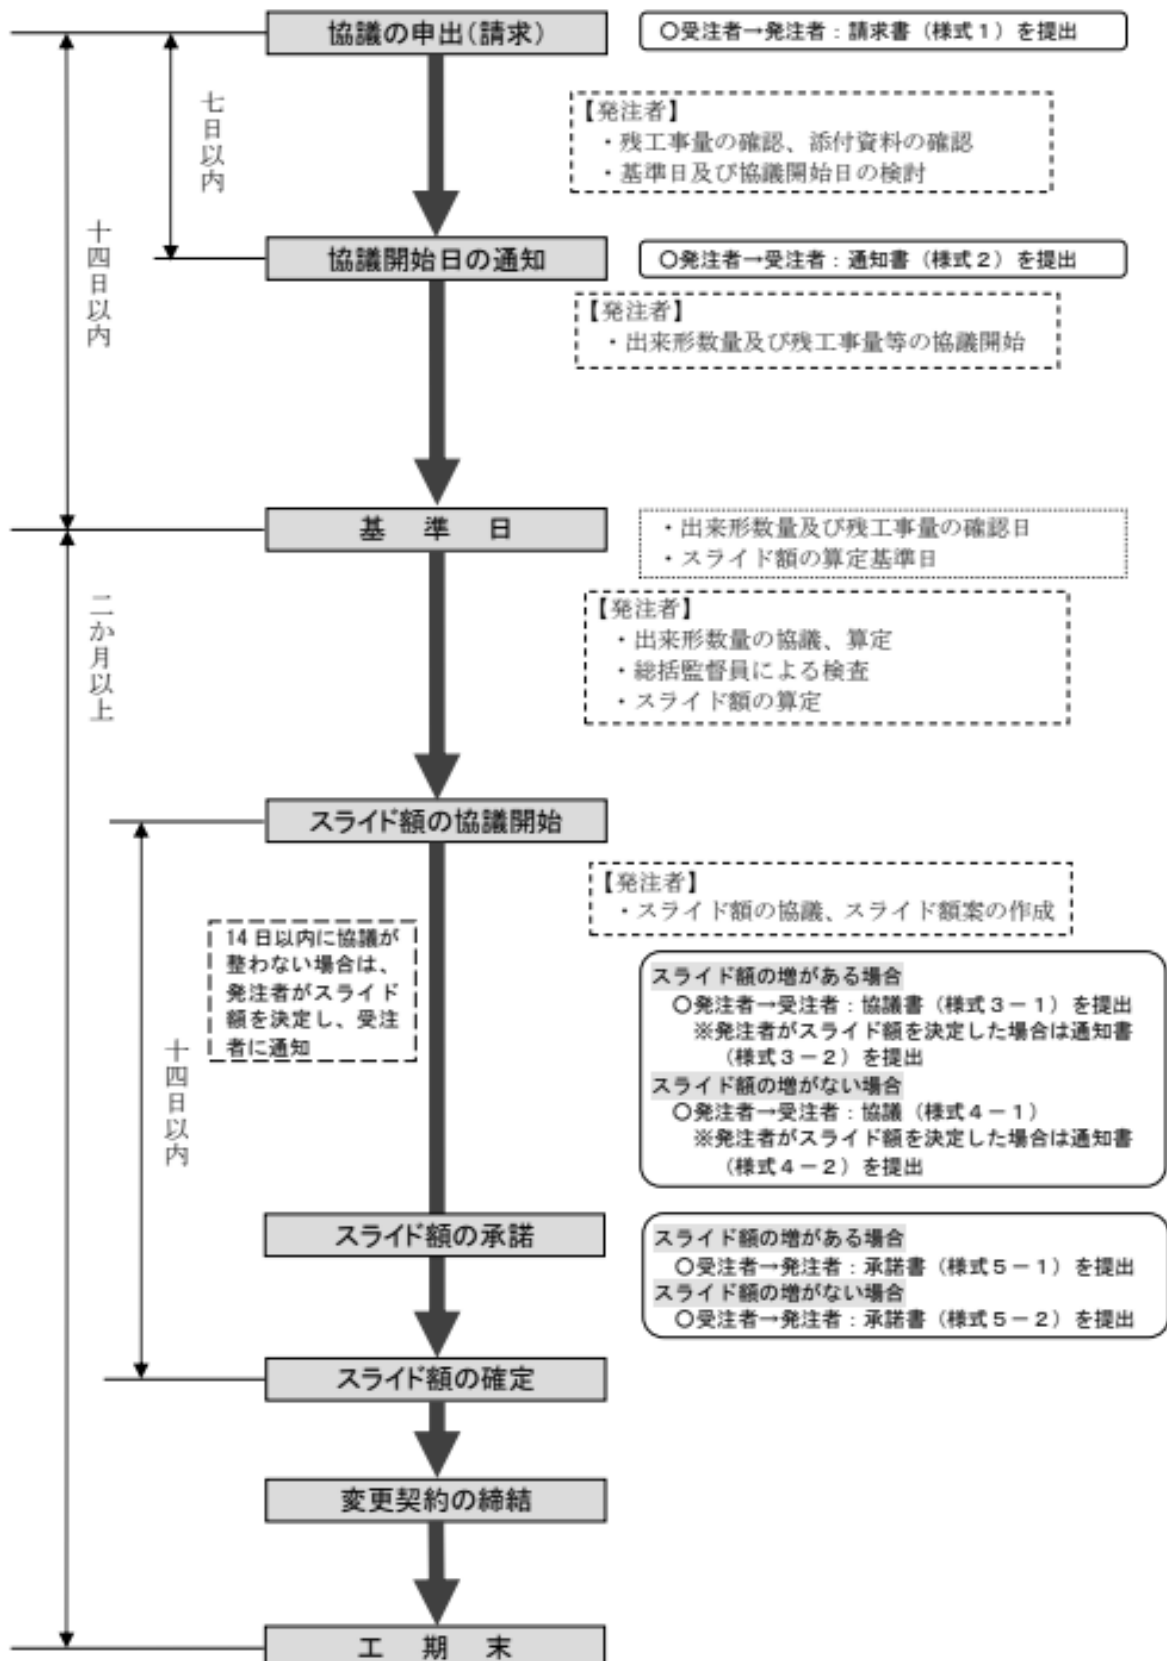 協議の申出（請求）
○受注者→発注者：請求書（様式１）を提出
七日以内
【発注者】
・残工事量の確認、添付資料の確認
・基準日及び協議開始日の検討
十四日以内
協議開始日の通知
○発注者→受注者：通知書（様式２）を提出
【発注者】
・出来形数量及び残工事量等の協議開始
基　準　日
・出来形数量及び残工事量の確認日
・スライド額の算定基準日
二か月以上
【発注者】
・出来形数量の協議、算定
・総括監督員による検査
・スライド額の算定
スライド額の協議開始
【発注者】
・スライド額の協議、スライド額案の作成
14日以内に協議が
整わない場合は、
発注者がスライド
額を決定し、受注
者に通知
十四日以内
スライド額の増がある場合
○発注者→受注者：協議書（様式３－１）を提出
※発注者がスライド額を決定した場合は通知書
（様式３－２）を提出
スライド額の増がない場合
○発注者→受注者：協議（様式４－１）
※発注者がスライド額を決定した場合は通知書
（様式４－２）を提出
スライド額の承諾
スライド額の増がある場合
○受注者→発注者：承諾書（様式５－１）を提出
スライド額の増がない場合
○受注者→発注者：承諾書（様式５－２）を提出
スライド額の確定
変更契約の締結
工　期　末